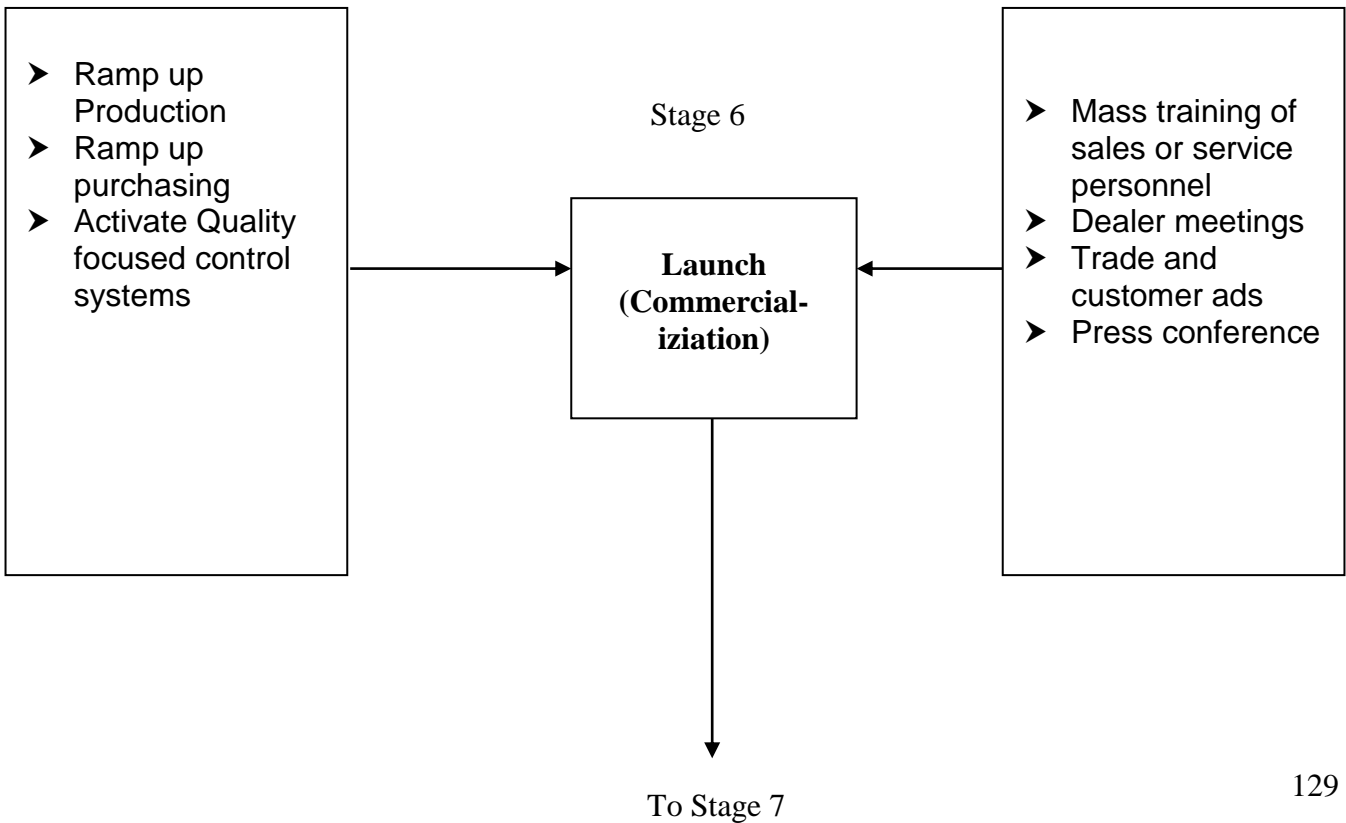 ➤ Ramp up
Production
➤ Ramp up
purchasing
➤ Activate Quality
focused control
systems
Stage 6
Launch
(Commercial-
iziation)
➤ Mass training of
sales or service
personnel
➤ Dealer meetings
➤ Trade and
customer ads
➤ Press conference
To Stage 7
129